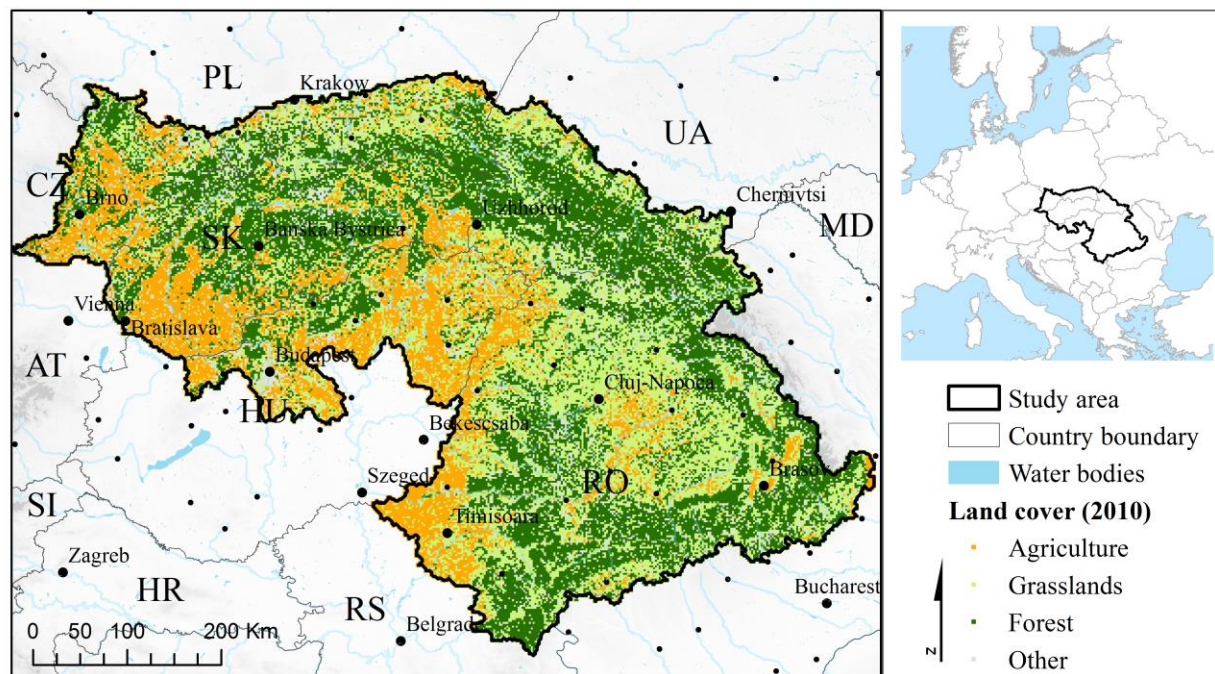 PL
Krakow
UA
CZ
Brno
Chernivtsi
MD
Uzhhorod
SK
Banska Bystrica
Vienna
Bratislava
AT
Budapest
Cluj-Napoca
HU
Bekescsaba
Szeged
RO
Brasov
SI
Timisoara
Zagreb
HR
RS
Bucharest
Belgrad
0 50 100 200 Km
Study area
Country boundary
Water bodies
Land cover (2010)
Agriculture
Grasslands
Forest
Other
N